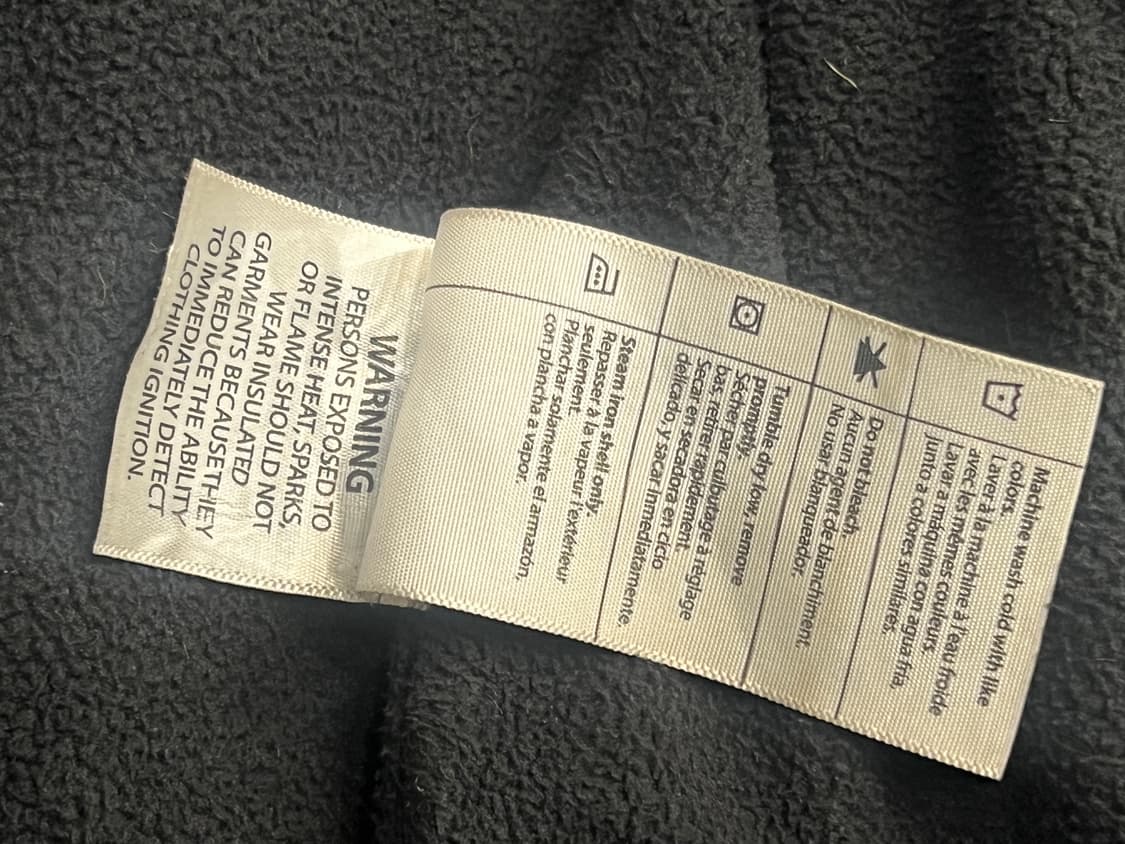 Machine wash cold with like
colors.
Laver à la machine à l'eau froide
avec les mêmes couleurs.
Lavar a máquina con agua fria,
junto a colores similares.
Do not bleach.
Aucun agent de blanchiment.
No usar blanqueador.
Tumble dry low, remove
promptly.
Sécher par culbutage à réglage
bas, retirer rapidement.
Secar en secadora en ciclo
delicado, y sacar immediatamente.
Steam iron shell only.
Repasser à la vapeur l'extérieur
seulement.
Planchar solamente el armazón,
con plancha a vapor.
WARNING
PERSONS EXPOSED TO
INTENSE HEAT, SPARKS,
OR FLAME SHOULD NOT
WEAR INSULATED
GARMENTS BECAUSE THEY
CAN REDUCE THE ABILITY
TO IMMEDIATELY DETECT
CLOTHING IGNITION.